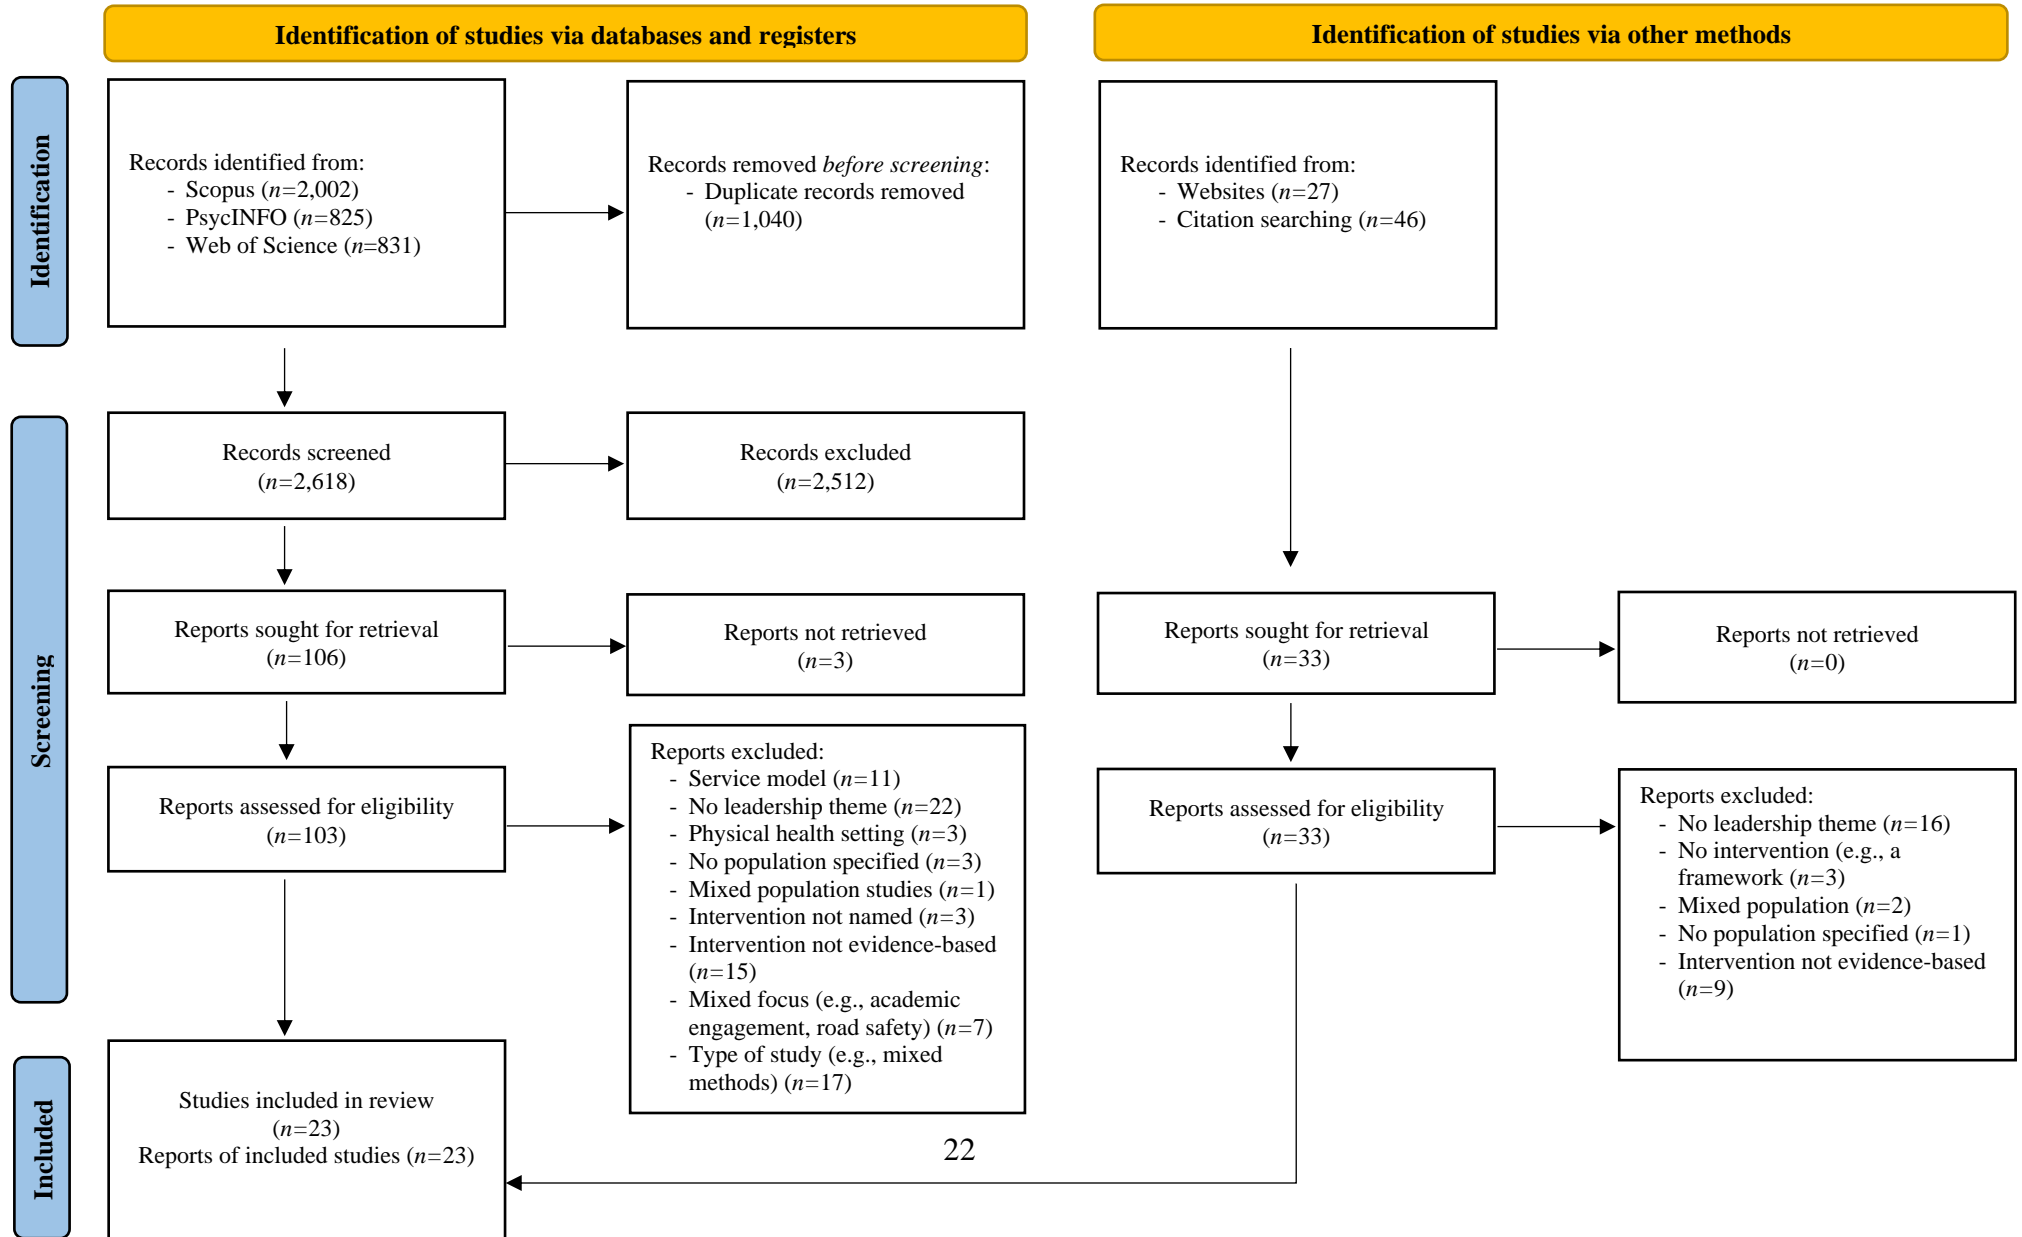 Identification of studies via databases and registers
Identification of studies via other methods
Identification
Records identified from:
- Scopus (n=2,002)
- PsycINFO (n=825)
- Web of Science (n=831)
Records removed before screening:
- Duplicate records removed
(n=1,040)
Records identified from:
- Websites (n=27)
- Citation searching (n=46)
Screening
Records screened
(n=2,618)
Records excluded
(n=2,512)
Reports sought for retrieval
(n=106)
Reports not retrieved
(n=3)
Reports sought for retrieval
(n=33)
Reports not retrieved
(n=0)
Reports assessed for eligibility
(n=103)
Reports excluded:
- Service model (n=11)
- No leadership theme (n=22)
- Physical health setting (n=3)
- No population specified (n=3)
- Mixed population studies (n=1)
- Intervention not named (n=3)
- Intervention not evidence-based
(n=15)
- Mixed focus (e.g., academic
engagement, road safety) (n=7)
- Type of study (e.g., mixed
methods) (n=17)
Reports assessed for eligibility
(n=33)
Reports excluded:
- No leadership theme (n=16)
- No intervention (e.g., a
framework (n=3)
- Mixed population (n=2)
- No population specified (n=1)
- Intervention not evidence-based
(n=9)
Included
Studies included in review
(n=23)
Reports of included studies (n=23)
22